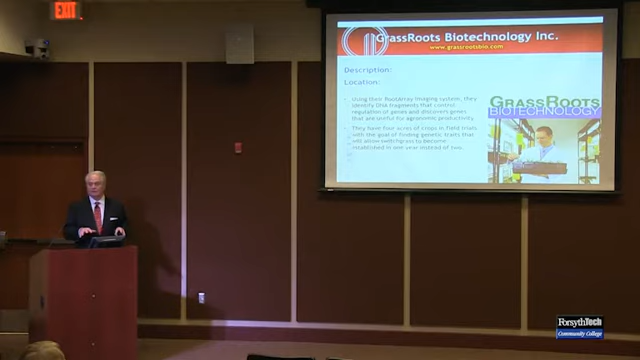 EXIT
GrassRoots Biotechnology Inc.
www.grassrootsbio.com
Description:
Location:
Using their RootArray imaging system, they
identify DNA fragments that control
regulation of genes and discovers genes
that are useful for agronomic productivity.
They have four acres of crops in field trials
with the goal of finding genetic traits that
will allow switchgrass to become
established in one year instead of two.
GRASSROOTS
BIOTECHNOLOGY
ForsythTech
Community College